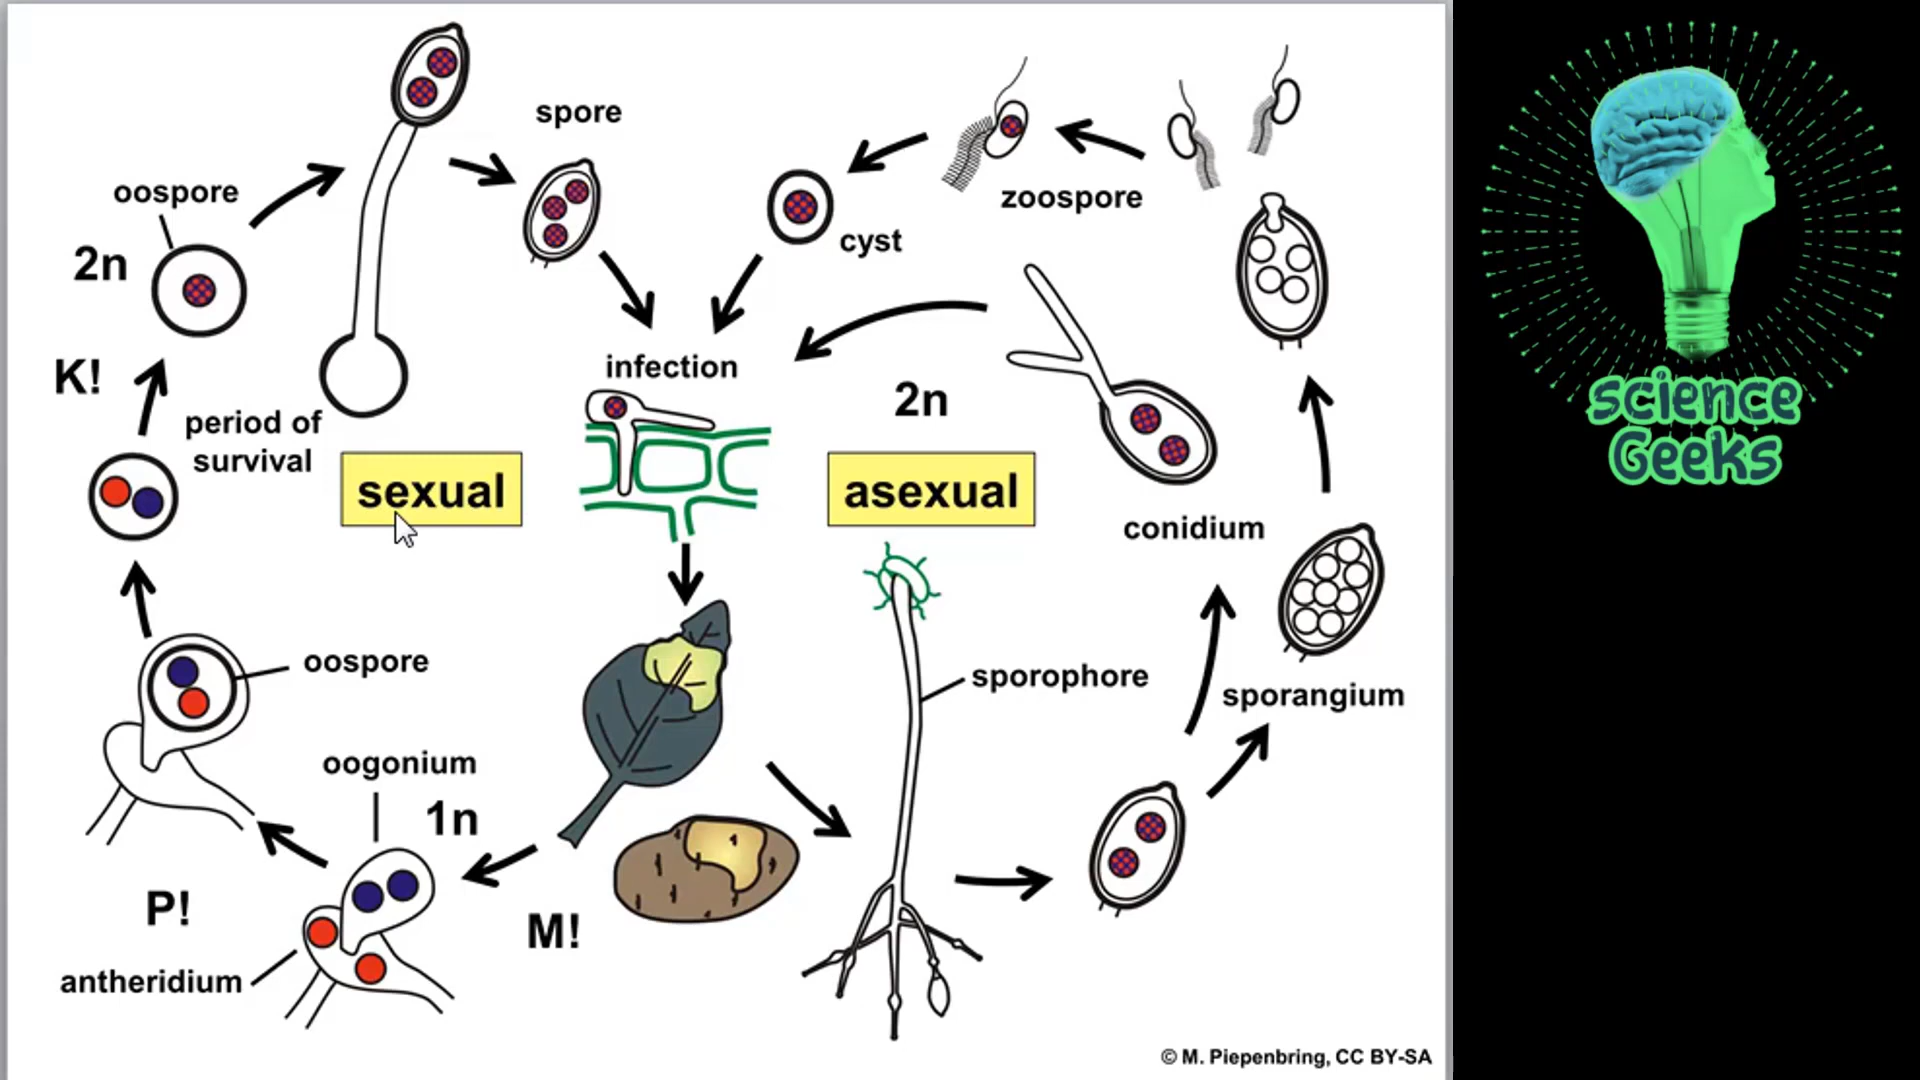 spore
oospore
zoospore
cyst
2n
infection
K!
2n
period of
survival
sexual
asexual
conidium
oospore
sporophore
sporangium
oogonium
1n
P!
M!
antheridium
© M. Piepenbring, CC BY-SA
science
Geeks